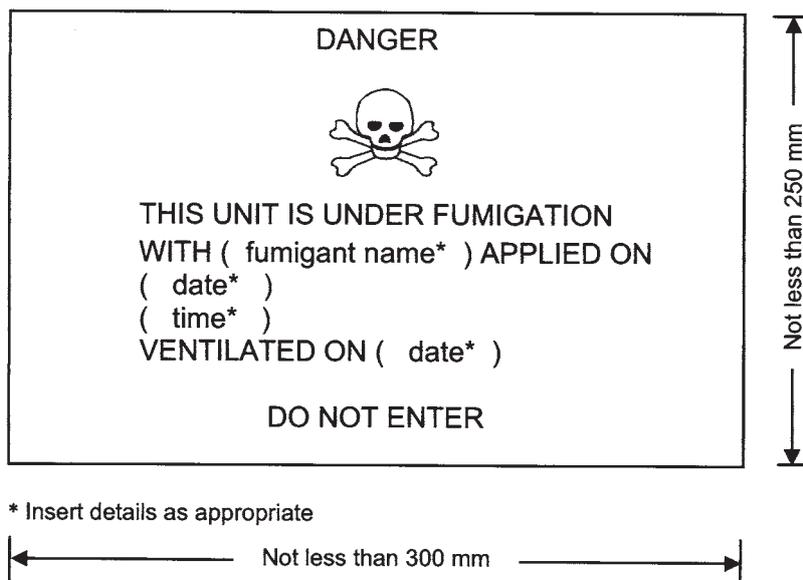 DANGER
THIS UNIT IS UNDER FUMIGATION
WITH ( fumigant name* ) APPLIED ON
( date* )
( time* )
VENTILATED ON ( date* )
DO NOT ENTER
Not less than 250 mm
* Insert details as appropriate
Not less than 300 mm